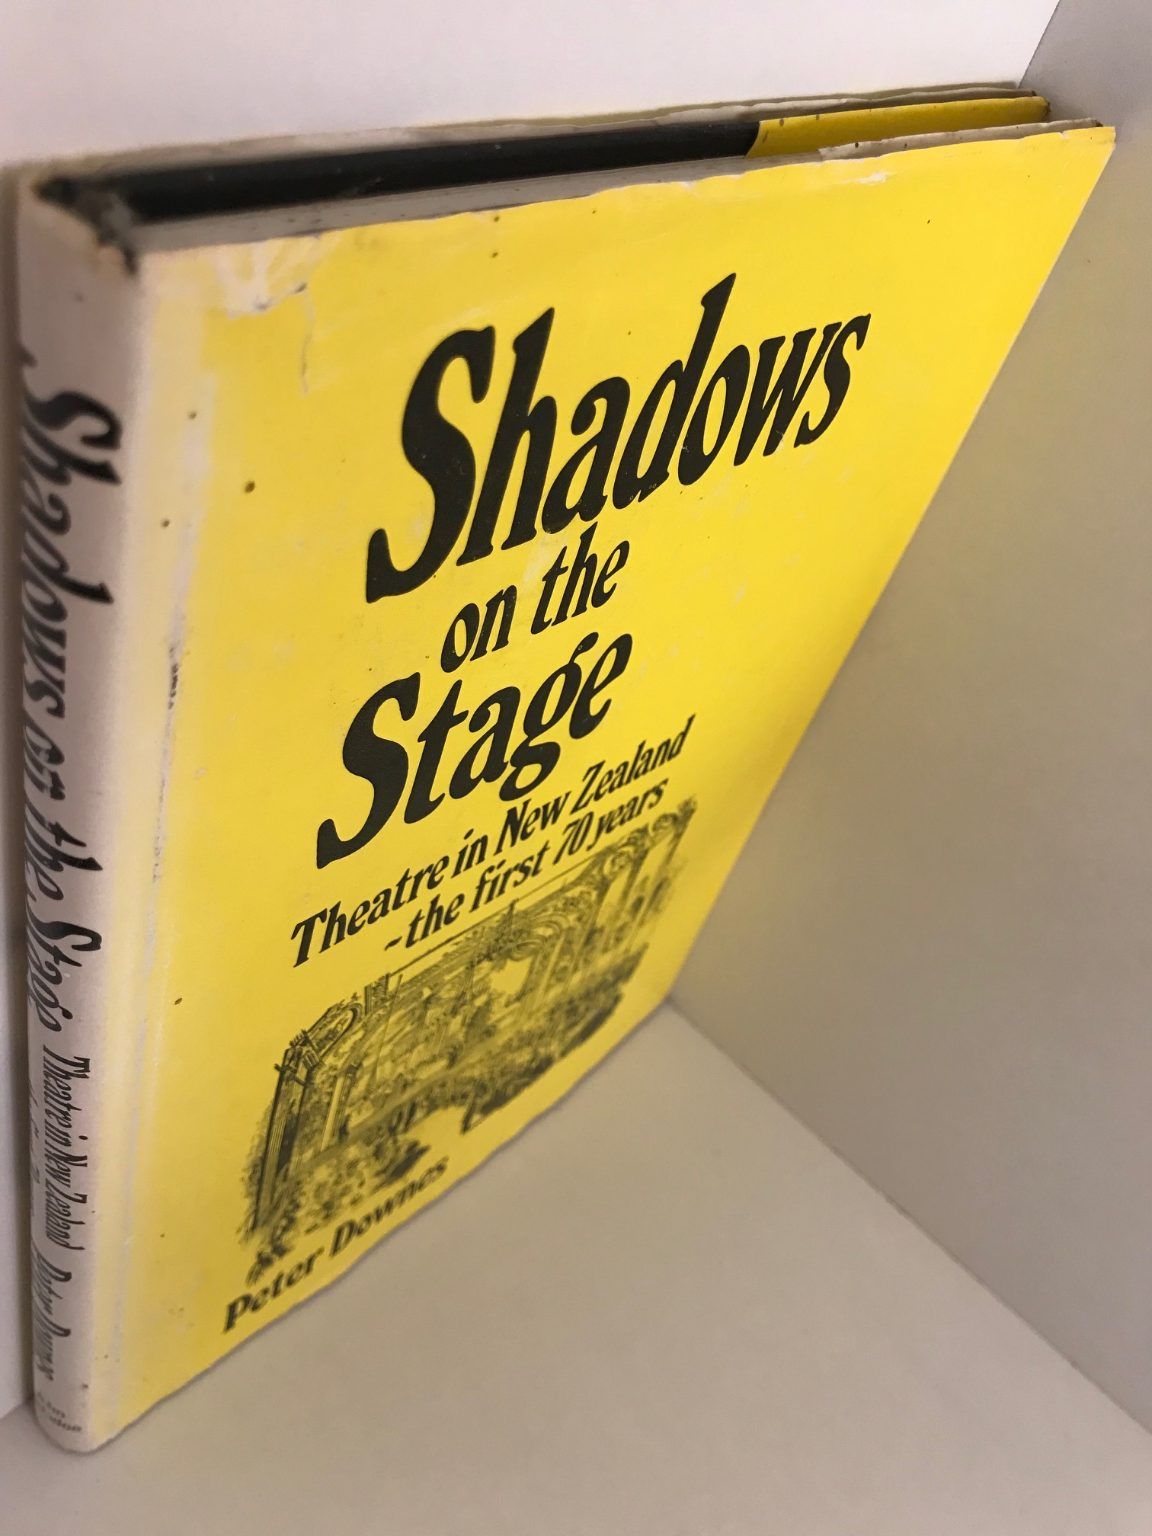 Shadows
on the
Stage
Theatre in New Zealand
- the first 70 years
Peter Downes
Shadows on the Stage Theatre in New Zealand Peter Downes